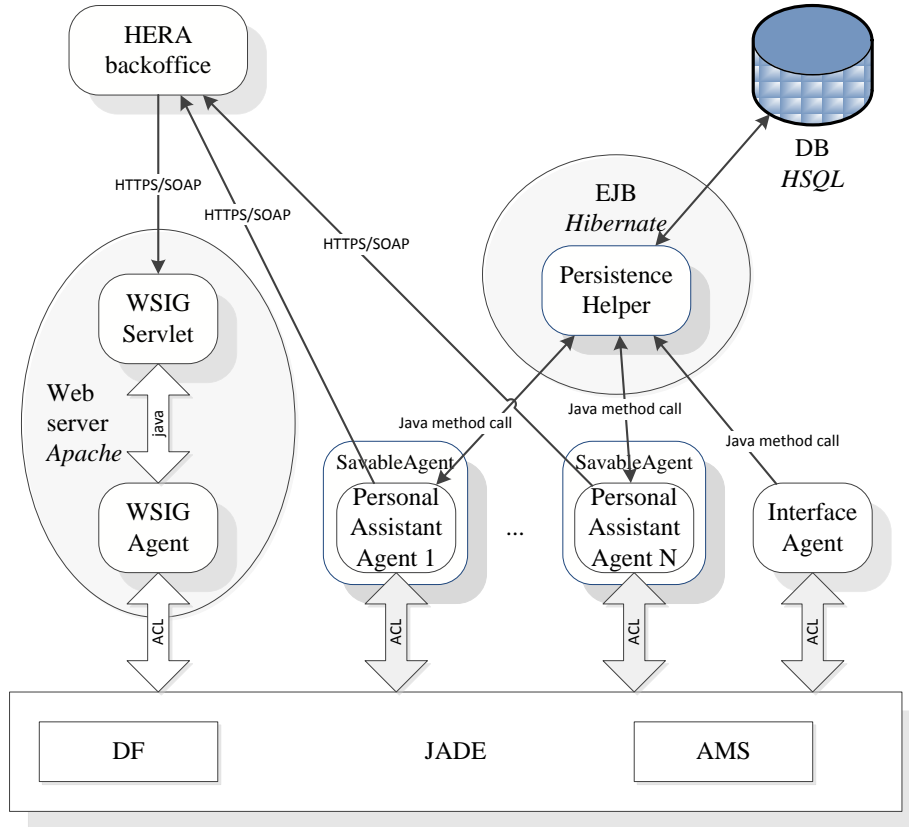 HERA
backoffice
DB
HSQL
HTTPS/SOAP
HTTPS/SOAP
HTTPS/SOAP
EJB
Hibernate
Persistence
Helper
WSIG
Servlet
Web
server
Apache
java
Java method call
Java method call
Java method call
WSIG
Agent
SavableAgent
Personal
Assistant
Agent 1
...
SavableAgent
Personal
Assistant
Agent N
Interface
Agent
ACL
ACL
ACL
ACL
DF
JADE
AMS